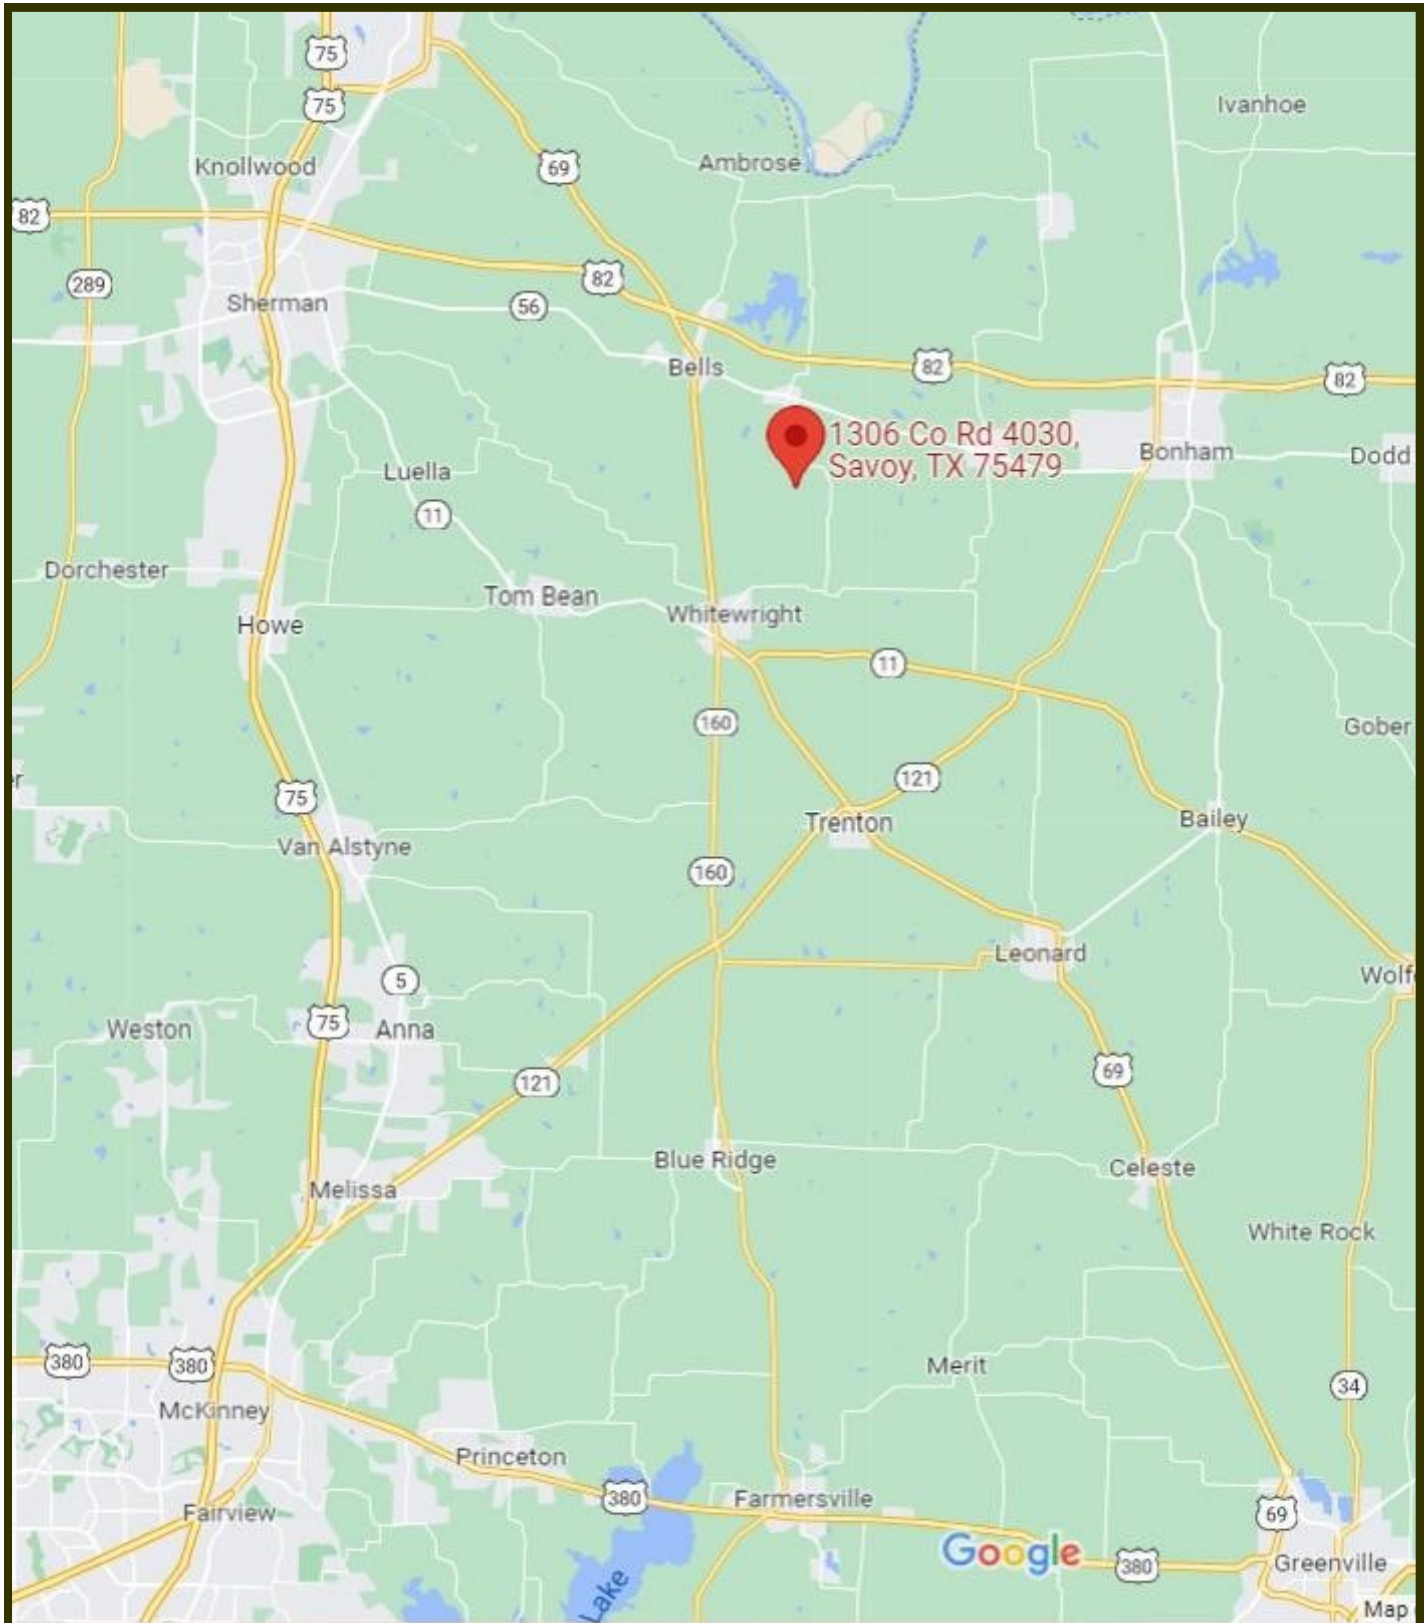 75
75
Ivanhoe
Knollwood
69
Ambrose
82
289
82
Sherman
56
Bells
82
82
1306 Co Rd 4030,
Savoy, TX 75479
Bonham
Dodd
Luella
11
Dorchester
Tom Bean
Whitewright
Howe
11
160
Gober
75
121
Trenton
Bailey
Van Alstyne
160
Leonard
5
Wolf
75
Weston
Anna
69
121
Blue Ridge
Celeste
Melissa
White Rock
380
380
Merit
34
McKinney
Princeton
380
Farmersville
Fairview
69
Google
380
Greenville
Lake
Map